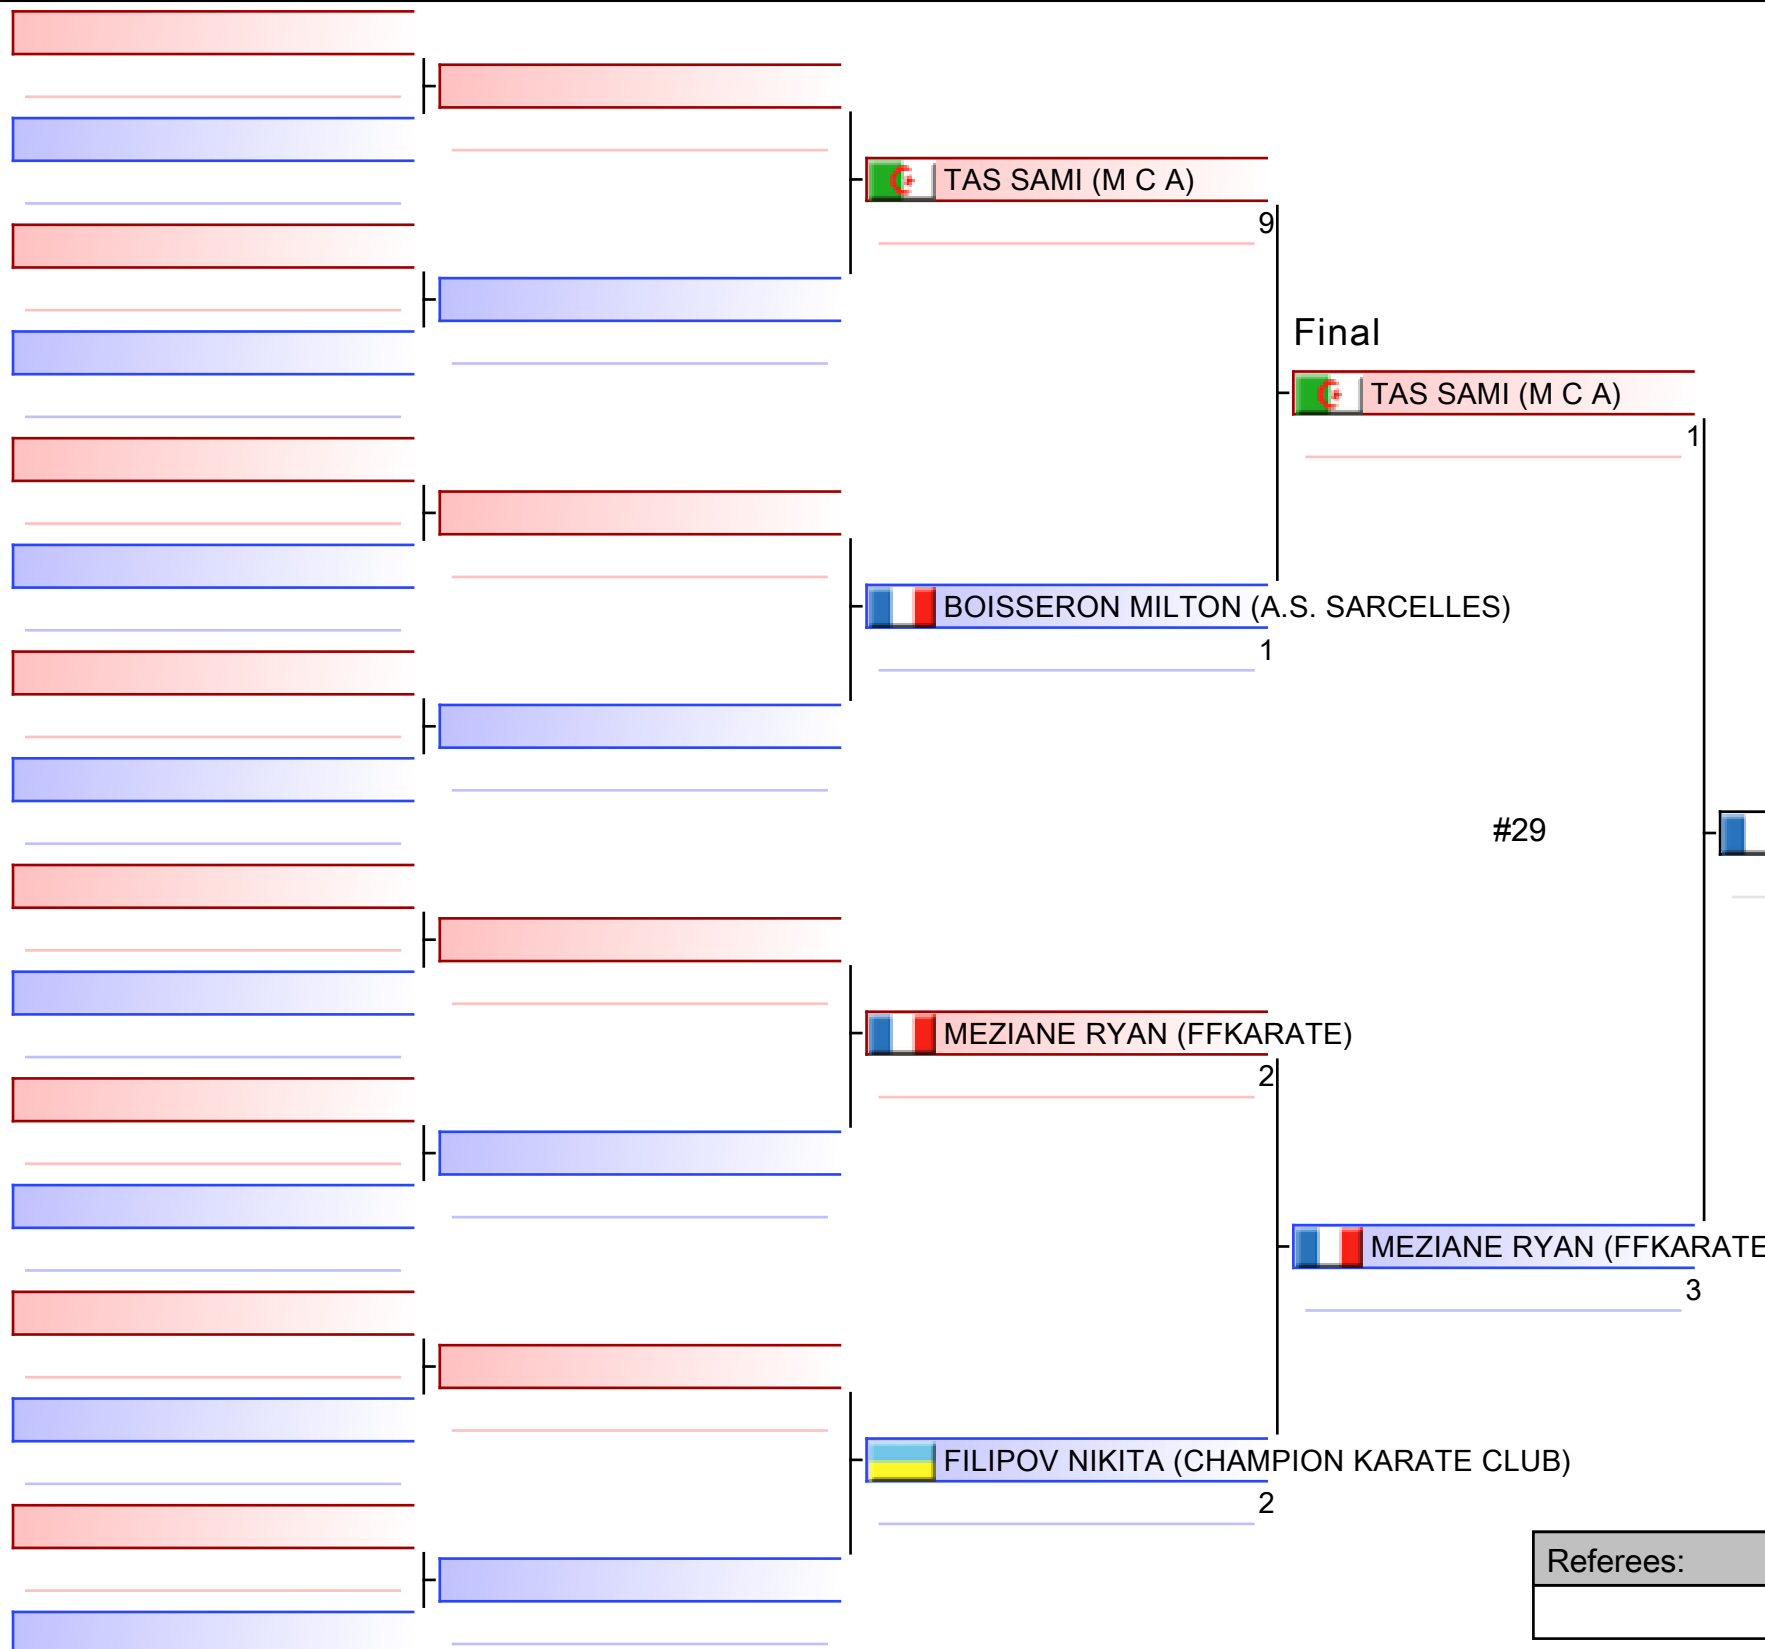 TAS SAMI (M C A)
9
Final
TAS SAMI (M C A)
1
BOISSERON MILTON (A.S. SARCELLES)
1
#29
MEZIANE RYAN (FFKARATE)
2
MEZIANE RYAN (FFKARATE
3
FILIPOV NIKITA (CHAMPION KARATE CLUB)
2
Referees: